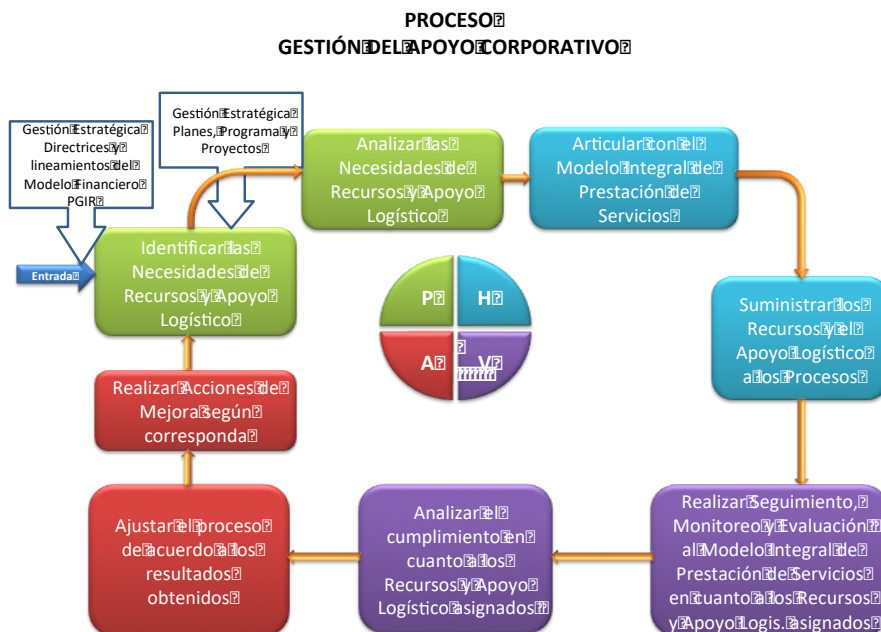 PROCESO
GESTIÓN DEL APOYO CORPORATIVO
Gestión Estratégica
Directrices y
lineamientos del
Modelo Financiero
PGIR
Gestión Estratégica
Planes, Programa y
Proyectos
Entrada
Identificar las
Necesidades de
Recursos y Apoyo
Logístico
Analizar las
Necesidades de
Recursos y Apoyo
Logístico
Articular con el
Modelo Integral de
Prestación de
Servicios
Suministrar los
Recursos y el
Apoyo Logístico
a los Procesos
P
H
A
V
Realizar Acciones de
Mejora según
corresponda
Ajustar el proceso
de acuerdo a los
resultados
obtenidos
Analizar el
cumplimiento en
cuanto a los
Recursos y Apoyo
Logístico asignados
Realizar Seguimiento,
Monitoreo y Evaluación
al Modelo Integral de
Prestación de Servicios
en cuanto a los Recursos
y Apoyo Logis. asignados